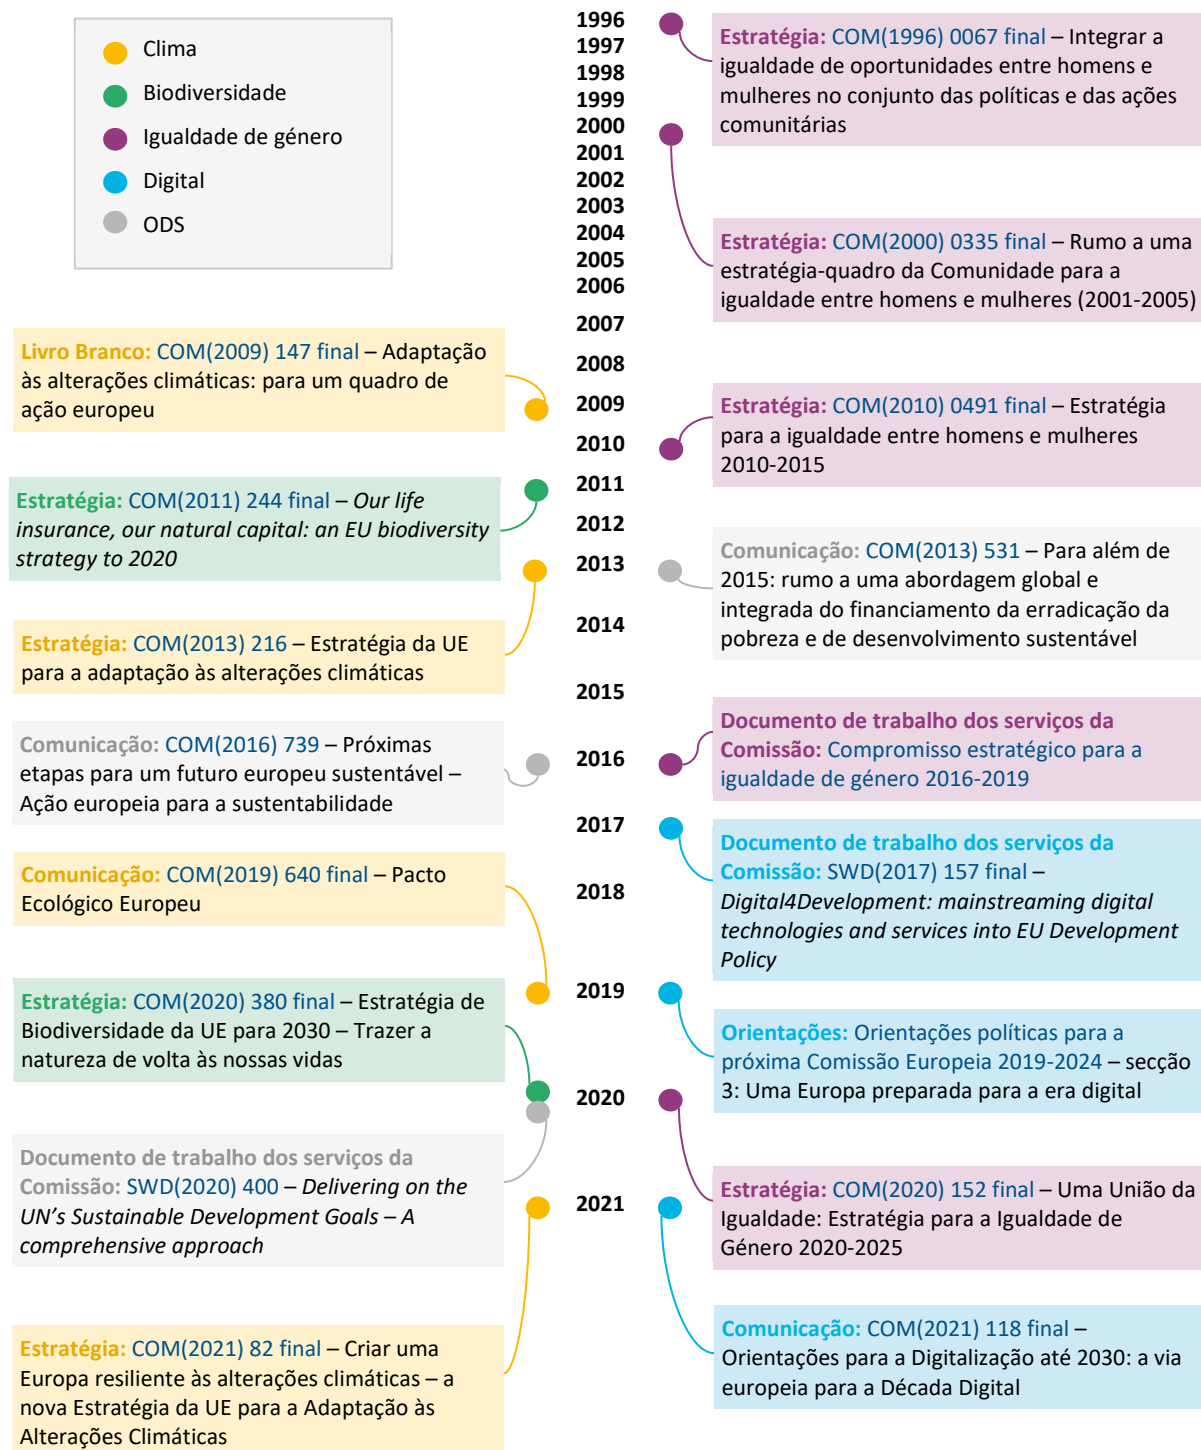 Clima
Biodiversidade
Igualdade de género
Digital
ODS
1996
1997
1998
1999
2000
2001
2002
2003
2004
2005
2006
2007
2008
2009
2010
2011
2012
2013
2014
2015
2016
2017
2018
2019
2020
2021
Livro Branco: COM(2009) 147 final – Adaptação
às alterações climáticas: para um quadro de
ação europeu
Estratégia: COM(2011) 244 final – Our life
insurance, our natural capital: an EU biodiversity
strategy to 2020
Estratégia: COM(2013) 216 – Estratégia da UE
para a adaptação às alterações climáticas
Comunicação: COM(2016) 739 – Próximas
etapas para um futuro europeu sustentável –
Ação europeia para a sustentabilidade
Comunicação: COM(2019) 640 final – Pacto
Ecológico Europeu
Estratégia: COM(2020) 380 final – Estratégia de
Biodiversidade da UE para 2030 – Trazer a
natureza de volta às nossas vidas
Documento de trabalho dos serviços da
Comissão: SWD(2020) 400 – Delivering on the
UN’s Sustainable Development Goals – A
comprehensive approach
Estratégia: COM(2021) 82 final – Criar uma
Europa resiliente às alterações climáticas – a
nova Estratégia da UE para a Adaptação às
Alterações Climáticas
Estratégia: COM(1996) 0067 final – Integrar a
igualdade de oportunidades entre homens e
mulheres no conjunto das políticas e das ações
comunitárias
Estratégia: COM(2000) 0335 final – Rumo a uma
estratégia-quadro da Comunidade para a
igualdade entre homens e mulheres (2001-2005)
Estratégia: COM(2010) 0491 final – Estratégia
para a igualdade entre homens e mulheres
2010-2015
Comunicação: COM(2013) 531 – Para além de
2015: rumo a uma abordagem global e
integrada do financiamento da erradicação da
pobreza e de desenvolvimento sustentável
Documento de trabalho dos serviços da
Comissão: Compromisso estratégico para a
igualdade de género 2016-2019
Documento de trabalho dos serviços da
Comissão: SWD(2017) 157 final –
Digital4Development: mainstreaming digital
technologies and services into EU Development
Policy
Orientações: Orientações políticas para a
próxima Comissão Europeia 2019-2024 – secção
3: Uma Europa preparada para a era digital
Estratégia: COM(2020) 152 final – Uma União da
Igualdade: Estratégia para a Igualdade de
Género 2020-2025
Comunicação: COM(2021) 118 final –
Orientações para a Digitalização até 2030: a via
europeia para a Década Digital